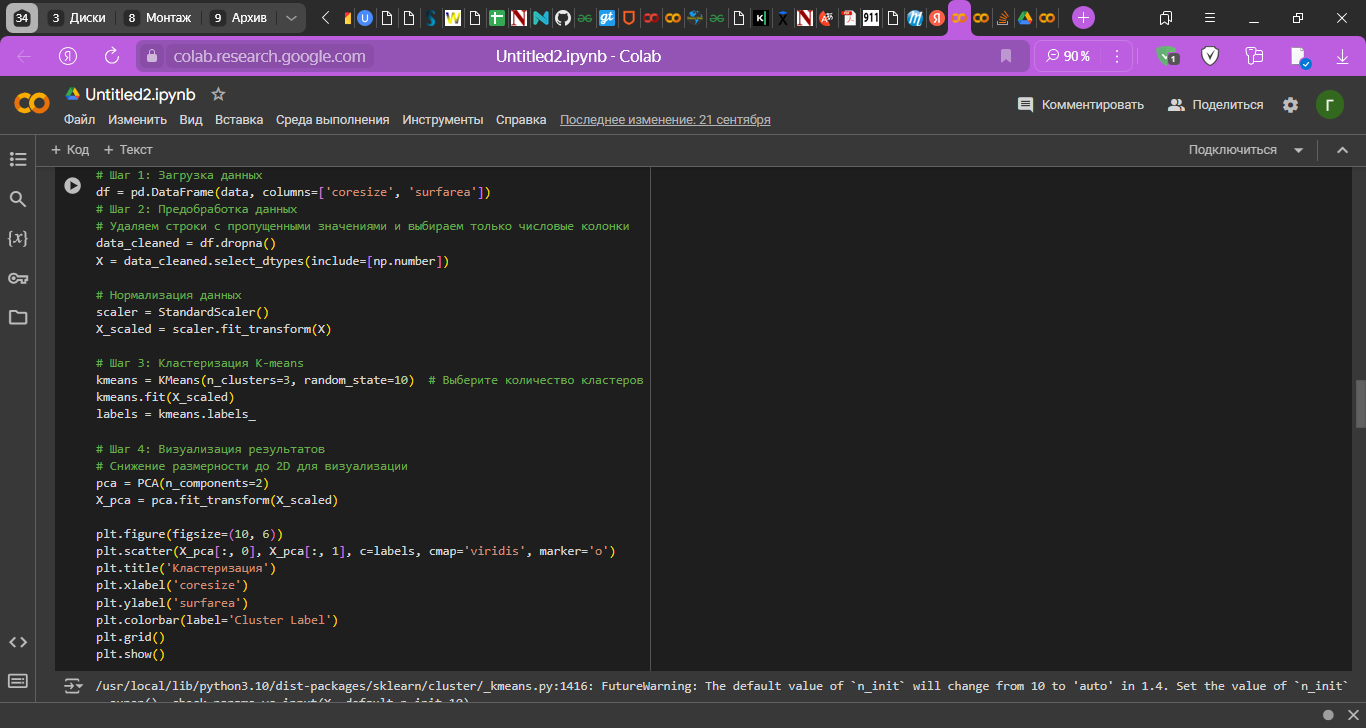 34 3 Диски 8 Монтаж 9 Архив
colab.research.google.com Untitled2.ipynb - Colab 90% 1
Untitled2.ipynb
Файл Изменить Вид Вставка Среда выполнения Инструменты Справка Последнее изменение: 21 сентября
Комментировать Поделиться Г
+ Код + Текст Подключиться
# Шаг 1: Загрузка данных
df = pd.DataFrame(data, columns=['coresize', 'surfarea'])
# Шаг 2: Предобработка данных
# Удаляем строки с пропущенными значениями и выбираем только числовые колонки
data_cleaned = df.dropna()
X = data_cleaned.select_dtypes(include=[np.number])
# Нормализация данных
scaler = StandardScaler()
X_scaled = scaler.fit_transform(X)
# Шаг 3: Кластеризация K-means
kmeans = KMeans(n_clusters=3, random_state=10) # Выберите количество кластеров
kmeans.fit(X_scaled)
labels = kmeans.labels_
# Шаг 4: Визуализация результатов
# Снижение размерности до 2D для визуализации
pca = PCA(n_components=2)
X_pca = pca.fit_transform(X_scaled)
plt.figure(figsize=(10, 6))
plt.scatter(X_pca[:, 0], X_pca[:, 1], c=labels, cmap='viridis', marker='o')
plt.title('Кластеризация')
plt.xlabel('coresize')
plt.ylabel('surfarea')
plt.colorbar(label='Cluster Label')
plt.grid()
plt.show()
/usr/local/lib/python3.10/dist-packages/sklearn/cluster/_kmeans.py:1416: FutureWarning: The default value of `n_init` will change from 10 to 'auto' in 1.4. Set the value of `n_init`